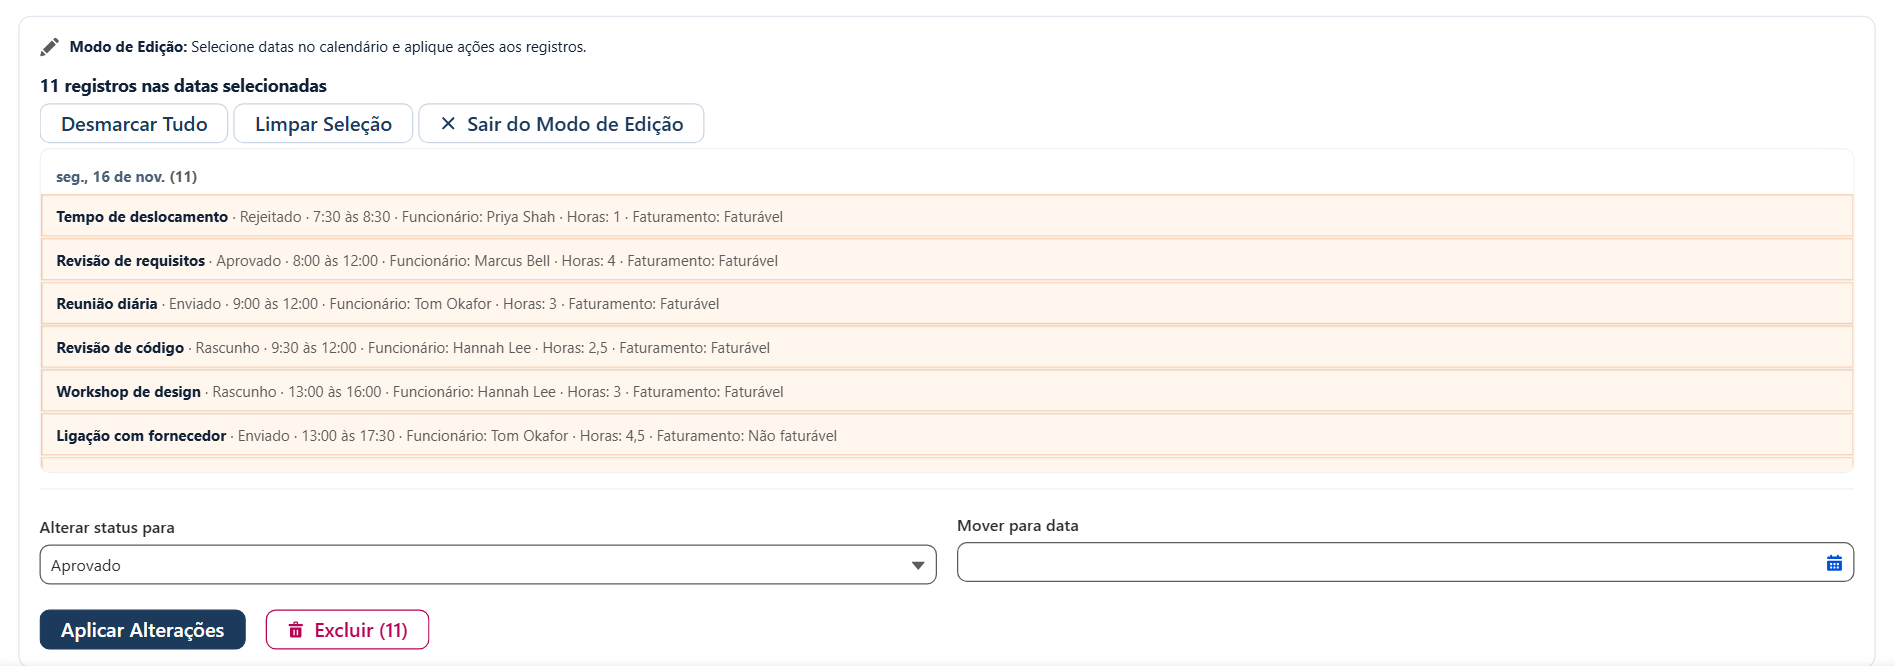 Modo de Edição: Selecione datas no calendário e aplique ações aos registros.
11 registros nas datas selecionadas
Desmarcar Tudo
Limpar Seleção
Sair do Modo de Edição
seg., 16 de nov. (11)
Tempo de deslocamento · Rejeitado · 7:30 às 8:30 · Funcionário: Priya Shah · Horas: 1 · Faturamento: Faturável
Revisão de requisitos · Aprovado · 8:00 às 12:00 · Funcionário: Marcus Bell · Horas: 4 · Faturamento: Faturável
Reunião diária · Enviado · 9:00 às 12:00 · Funcionário: Tom Okafor · Horas: 3 · Faturamento: Faturável
Revisão de código · Rascunho · 9:30 às 12:00 · Funcionário: Hannah Lee · Horas: 2,5 · Faturamento: Faturável
Workshop de design · Rascunho · 13:00 às 16:00 · Funcionário: Hannah Lee · Horas: 3 · Faturamento: Faturável
Ligação com fornecedor · Enviado · 13:00 às 17:30 · Funcionário: Tom Okafor · Horas: 4,5 · Faturamento: Não faturável
Alterar status para
Mover para data
Aprovado
Aplicar Alterações
Excluir (11)